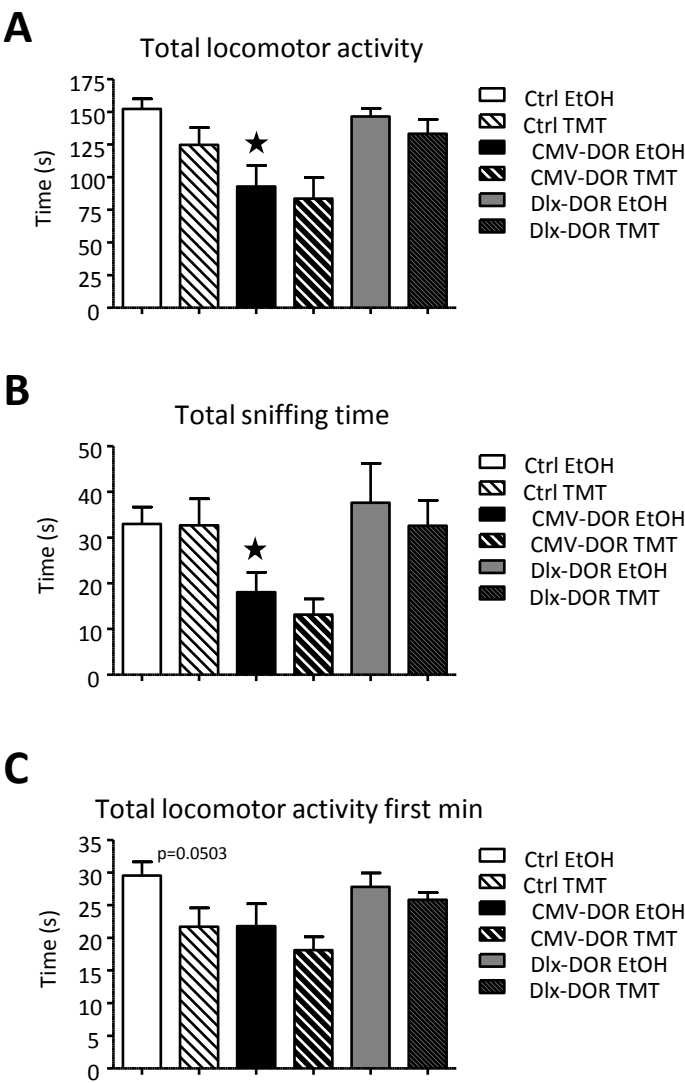 A
Total locomotor activity
175
150
125
100
75
50
25
0
Time (s)
★
Ctrl EtOH
Ctrl TMT
CMV-DOR EtOH
CMV-DOR TMT
Dlx-DOR EtOH
Dlx-DOR TMT
B
Total sniffing time
50
40
30
20
10
0
Time (s)
★
Ctrl EtOH
Ctrl TMT
CMV-DOR EtOH
CMV-DOR TMT
Dlx-DOR EtOH
Dlx-DOR TMT
C
Total locomotor activity first min
35
30
25
20
15
10
5
0
Time (s)
p=0.0503
Ctrl EtOH
Ctrl TMT
CMV-DOR EtOH
CMV-DOR TMT
Dlx-DOR EtOH
Dlx-DOR TMT